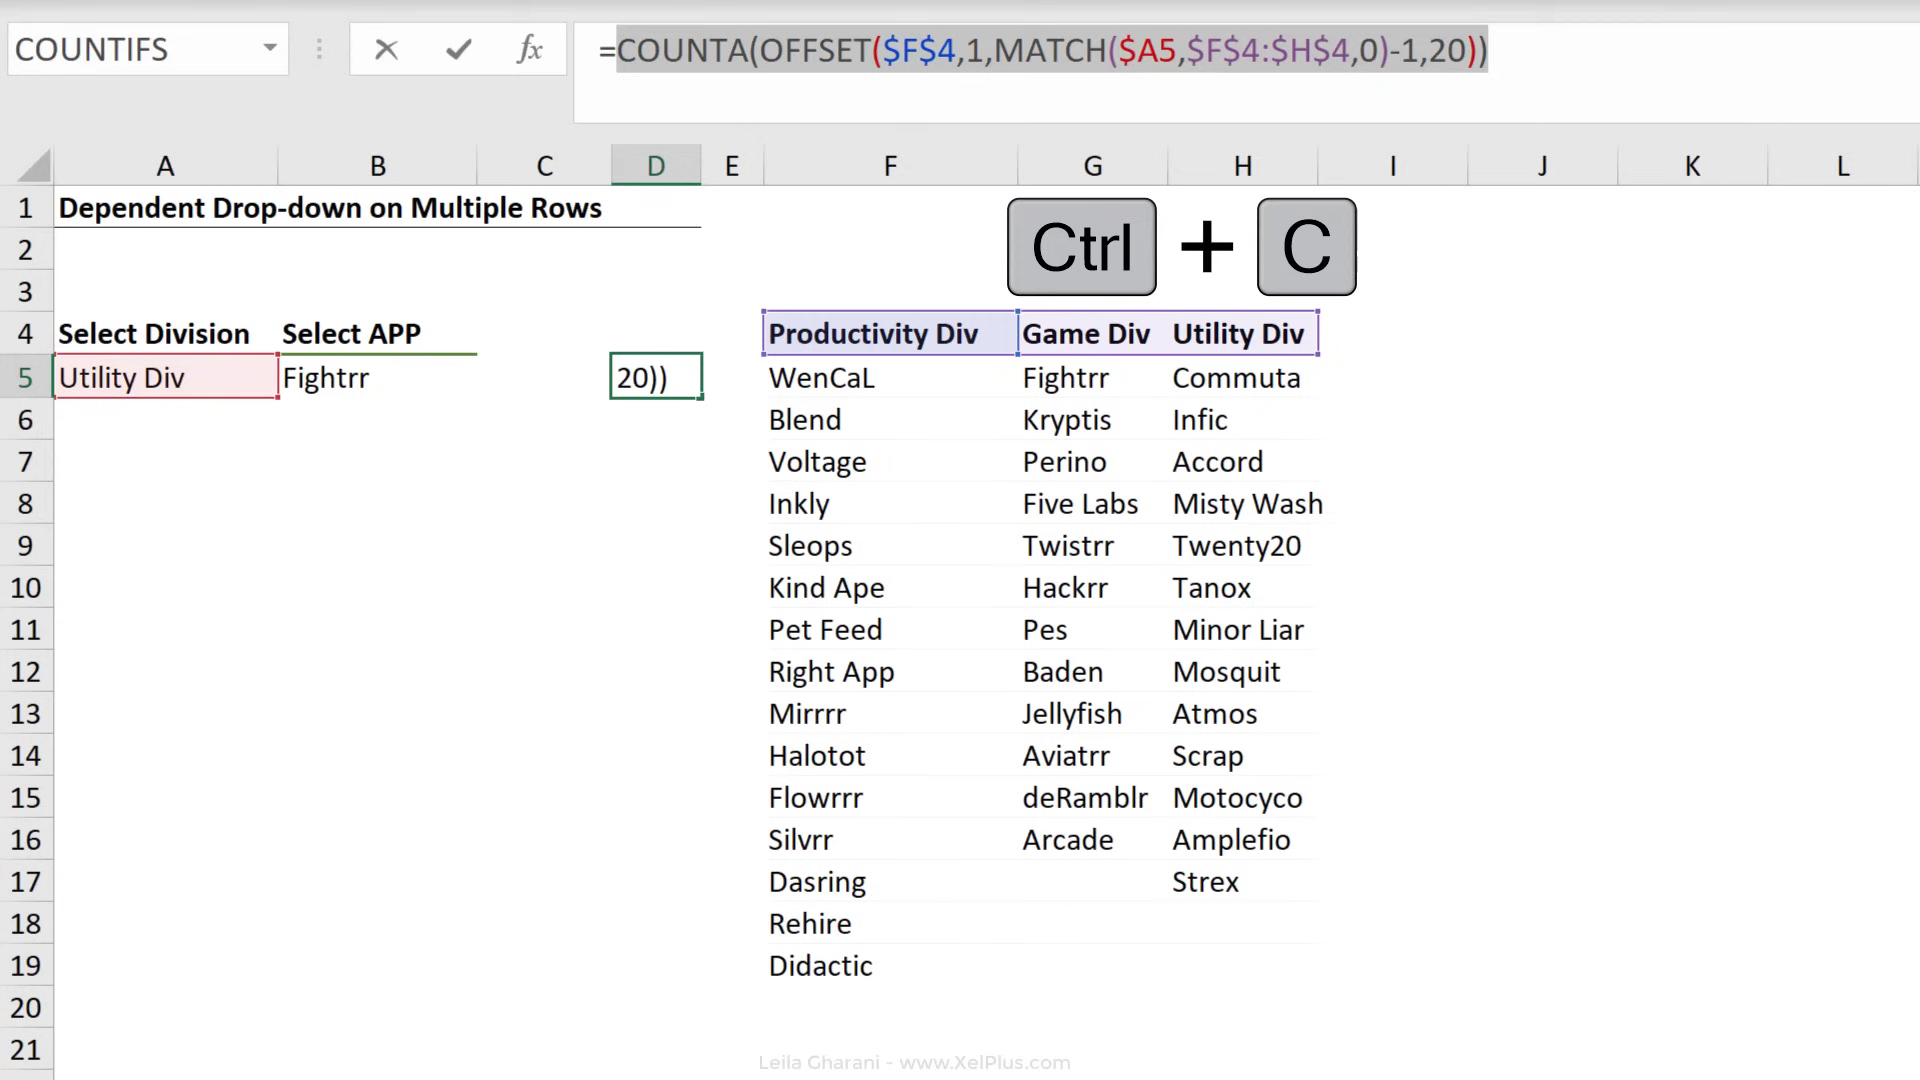 COUNTIFS
fx
=COUNTA(OFFSET($F$4,1,MATCH($A5,$F$4:$H$4,0)-1,20))
A B C D E F G H I J K L
1 Dependent Drop-down on Multiple Rows
2
Ctrl + C
3
4 Select Division Select APP Productivity Div Game Div Utility Div
5 Utility Div Fightrr 20)) WenCaL Fightrr Commuta
6 Blend Kryptis Infic
7 Voltage Perino Accord
8 Inkly Five Labs Misty Wash
9 Sleops Twistrr Twenty20
10 Kind Ape Hackrr Tanox
11 Pet Feed Pes Minor Liar
12 Right App Baden Mosquit
13 Mirrrr Jellyfish Atmos
14 Halotot Aviatrr Scrap
15 Flowrrr deRamblr Motocyco
16 Silvrr Arcade Amplefio
17 Dasring Strex
18 Rehire
19 Didactic
20
21
Leila Gharani - www.XelPlus.com